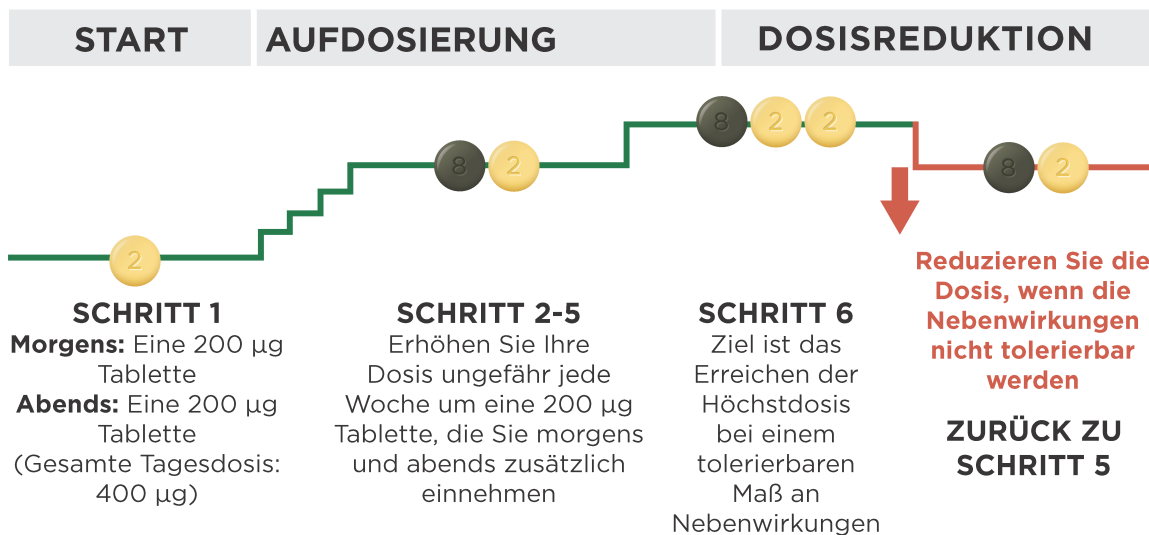 START
AUFDOSIERUNG
DOSISREDUKTION
2
8 2
8 2 2
8 2
SCHRITT 1
Morgens: Eine 200 µg
Tablette
Abends: Eine 200 µg
Tablette
(Gesamte Tagesdosis:
400 µg)
SCHRITT 2-5
Erhöhen Sie Ihre
Dosis ungefähr jede
Woche um eine 200 µg
Tablette, die Sie morgens
und abends zusätzlich
einnehmen
SCHRITT 6
Ziel ist das
Erreichen der
Höchstdosis
bei einem
tolerierbaren
Maß an
Nebenwirkungen
Reduzieren Sie die
Dosis, wenn die
Nebenwirkungen
nicht tolerierbar
werden
ZURÜCK ZU
SCHRITT 5